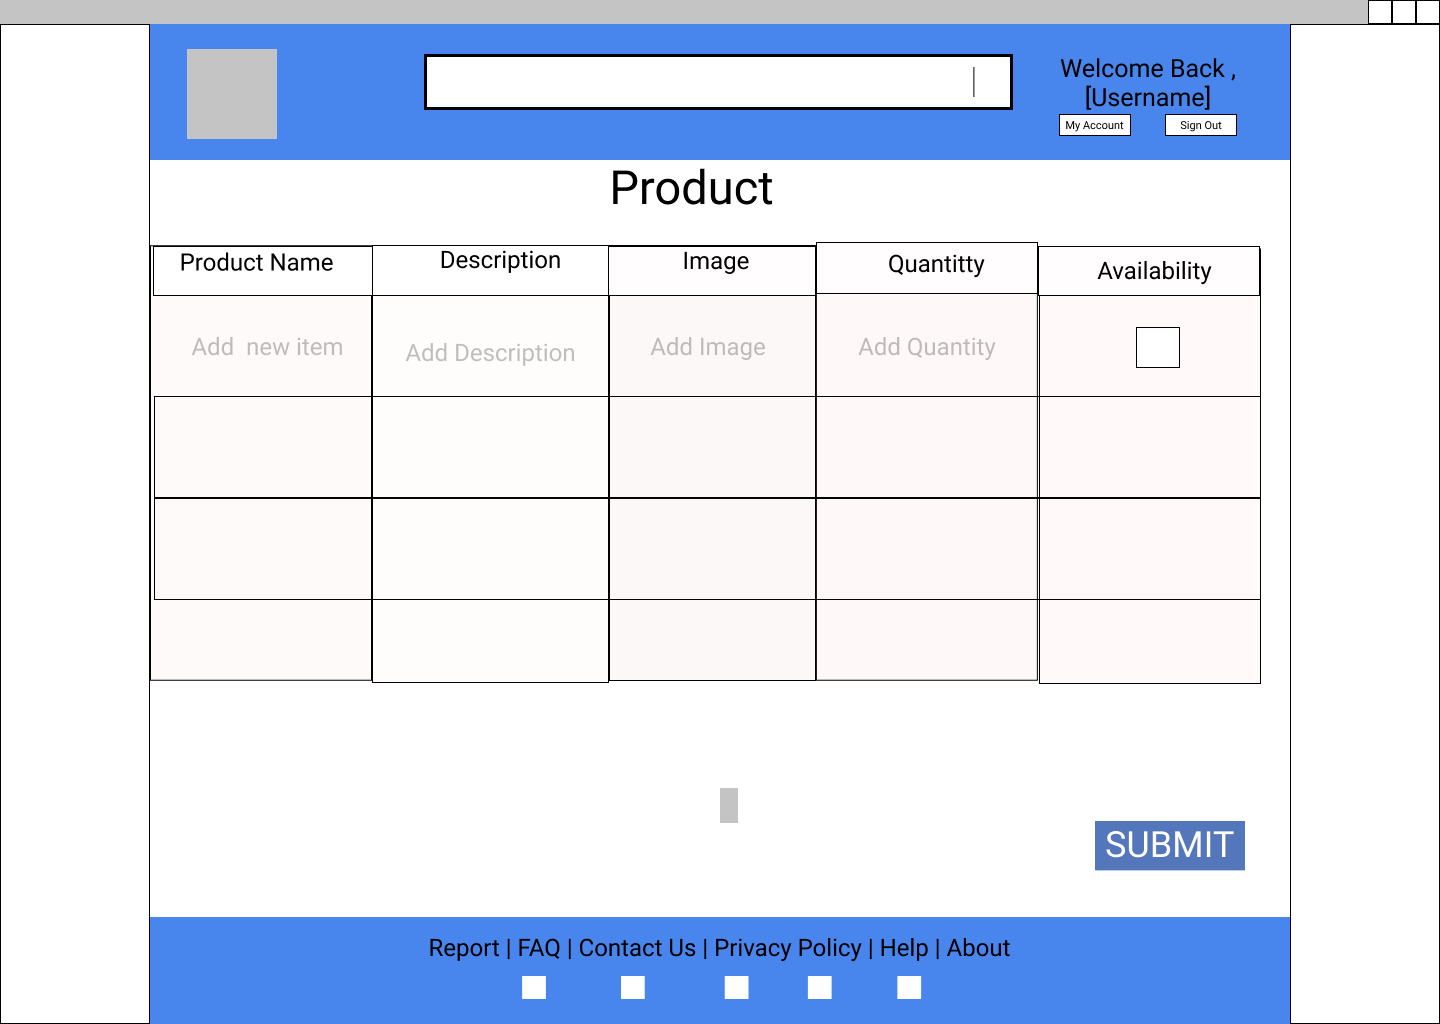 Welcome Back ,
[Username]
My Account Sign Out
Product
Product Name Description Image Quantitty Availability
Add new item Add Description Add Image Add Quantity
SUBMIT
Report | FAQ | Contact Us | Privacy Policy | Help | About